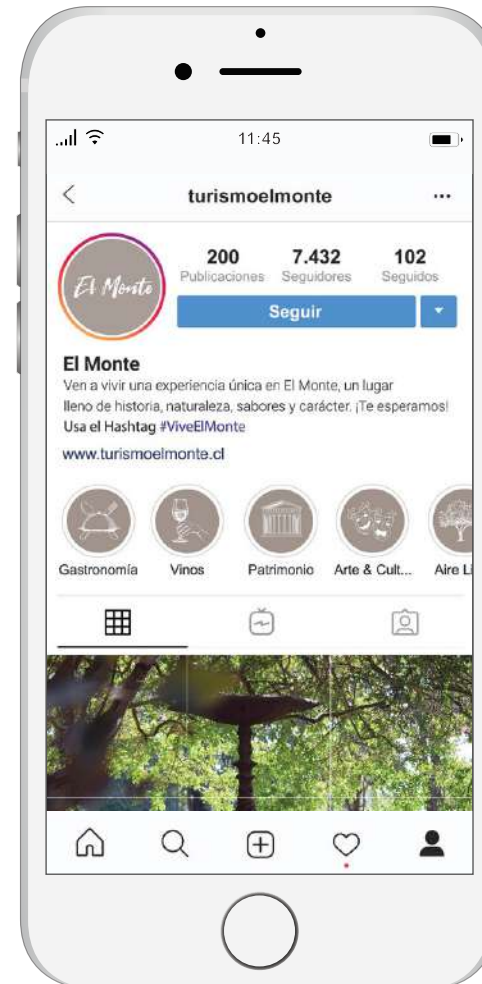 11:45
turismoelmonte
El Monte
200 7.432 102
Publicaciones Seguidores Seguidos
Seguir
El Monte
Ven a vivir una experiencia única en El Monte, un lugar
lleno de historia, naturaleza, sabores y carácter. ¡Te esperamos!
Usa el Hashtag #ViveElMonte
www.turismoelmonte.cl
Gastronomía Vinos Patrimonio Arte & Cult... Aire Li